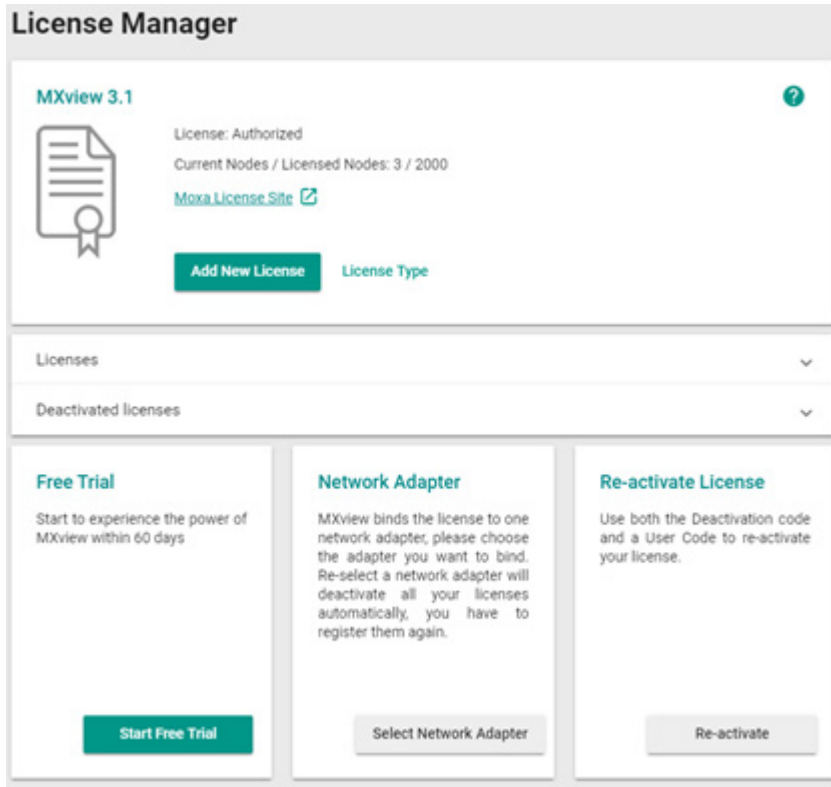 License Manager
MXview 3.1
License: Authorized
Current Nodes / Licensed Nodes: 3 / 2000
Moxa License Site
Add New License
License Type
Licenses
Deactivated licenses
Free Trial
Start to experience the power of
MXview within 60 days
Start Free Trial
Network Adapter
MXview binds the license to one
network adapter, please choose
the adapter you want to bind.
Re-select a network adapter will
deactivate all your licenses
automatically, you have to
register them again.
Select Network Adapter
Re-activate License
Use both the Deactivation code
and a User Code to re-activate
your license.
Re-activate